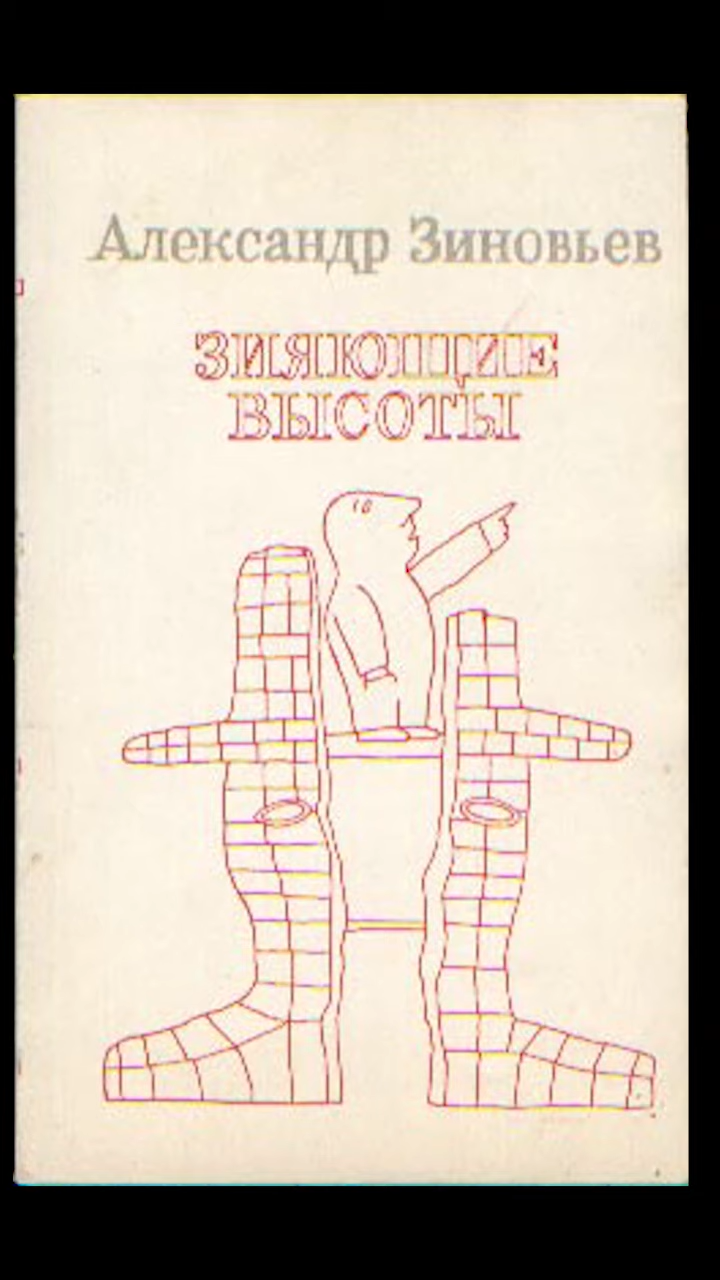 Александр Зиновьев
ЗИЯЮЩИЕ
ВЫСОТЫ